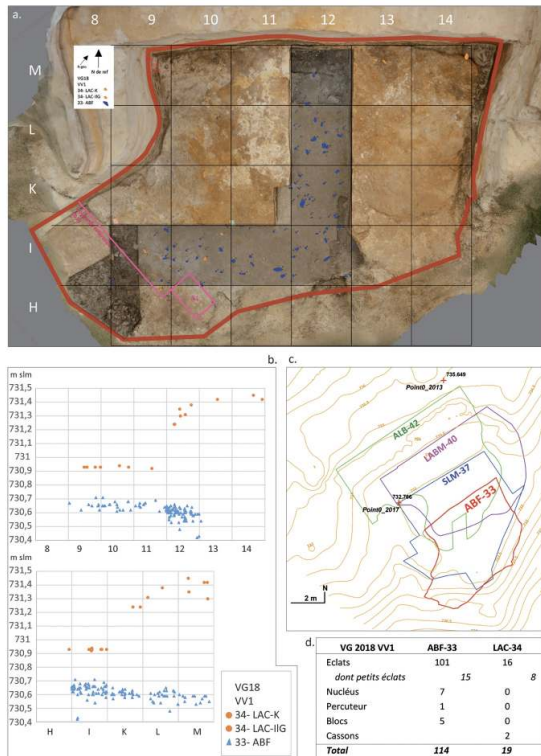 a.
8 9 10 11 12 13 14
M
N de ref
VG18
VV1
34- LAC-K
34- LAC-IIG
33- ABF
L
K
I
H
b.
m slm
731,5
731,4
731,3
731,2
731,1
731
730,9
730,8
730,7
730,6
730,5
730,4
8 9 10 11 12 13 14
m slm
731,5
731,4
731,3
731,2
731,1
731
730,9
730,8
730,7
730,6
730,5
730,4
H I K L M
VG18
VV1
34- LAC-K
34- LAC-IIG
33- ABF
c.
735.649
Point0_2013
ALB-42
LABM-40
SLM-37
ABF-33
732.766
Point0_2017
N
2 m
d.
VG 2018 VV1 ABF-33 LAC-34
Eclats 101 16
dont petits éclats 15 8
Nucléus 7 0
Percuteur 1 0
Blocs 5 0
Cassons 2
Total 114 19